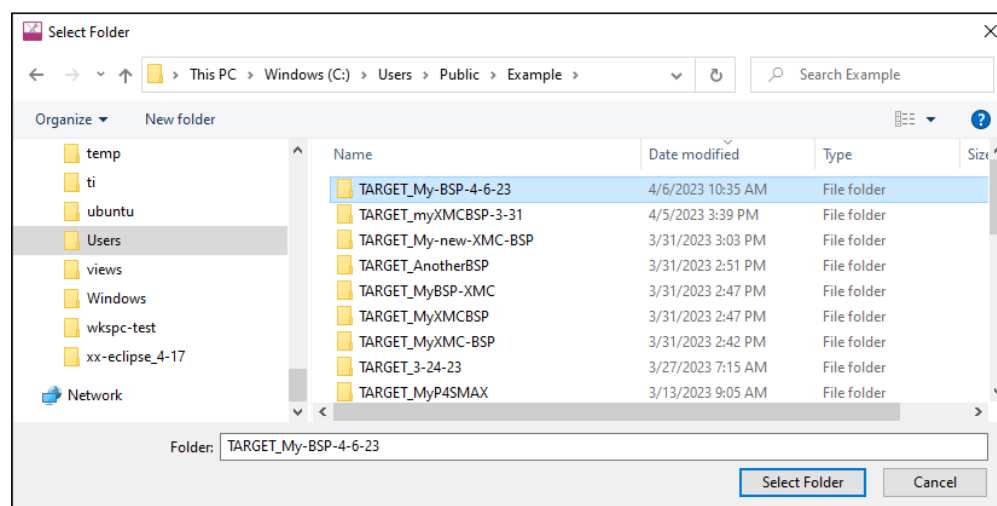 Select Folder
This PC > Windows (C:) > Users > Public > Example >
Search Example
Organize
New folder
?
temp
ti
ubuntu
Users
views
Windows
wkspc-test
xx-eclipse_4-17
Network
Name Date modified Type Size
TARGET_My-BSP-4-6-23 4/6/2023 10:35 AM File folder
TARGET_myXMCBSP-3-31 4/5/2023 3:39 PM File folder
TARGET_My-new-XMC-BSP 3/31/2023 3:03 PM File folder
TARGET_AnotherBSP 3/31/2023 2:51 PM File folder
TARGET_MyBSP-XMC 3/31/2023 2:47 PM File folder
TARGET_MyXMCBSP 3/31/2023 2:47 PM File folder
TARGET_MyXMC-BSP 3/31/2023 2:42 PM File folder
TARGET_3-24-23 3/27/2023 7:15 AM File folder
TARGET_MyP4SMAX 3/13/2023 9:05 AM File folder
Folder: TARGET_My-BSP-4-6-23
Select Folder
Cancel